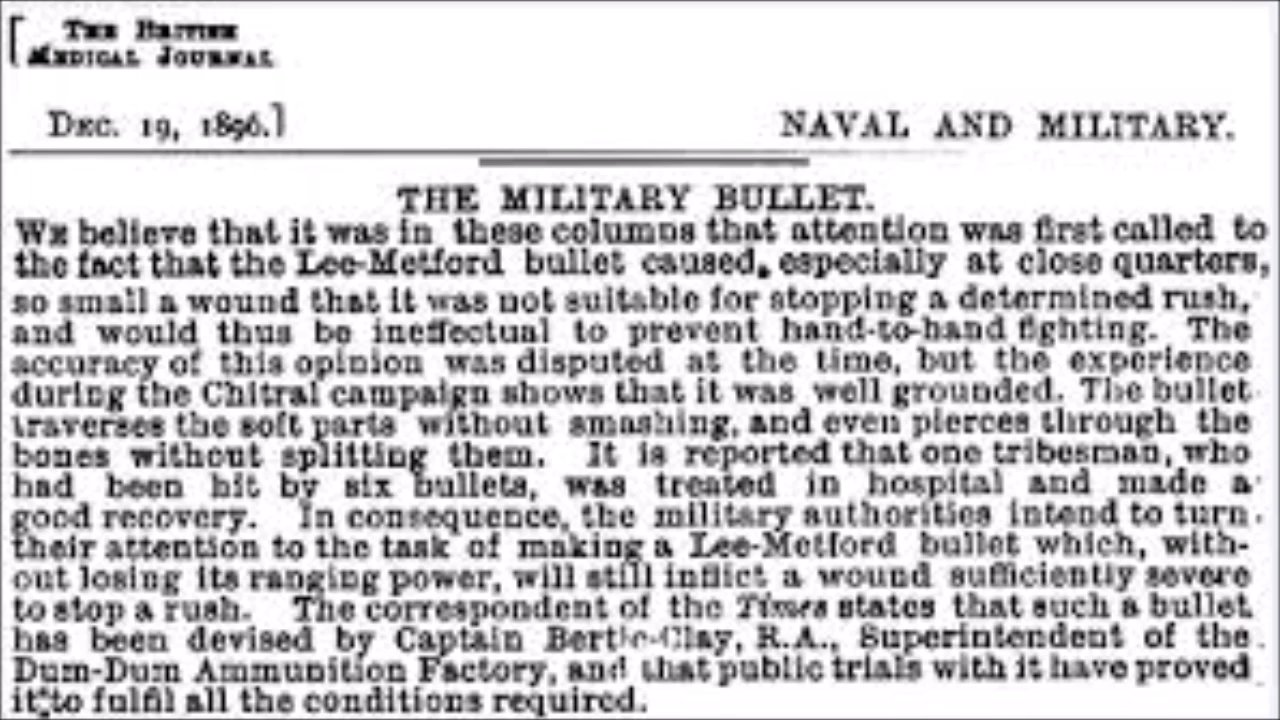 [ THE BRITISH
MEDICAL JOURNAL
DEC. 19, 1896.]
NAVAL AND MILITARY.
THE MILITARY BULLET.
WE believe that it was in these columns that attention was first called to
the fact that the Lee-Metford bullet caused, especially at close quarters,
so small a wound that it was not suitable for stopping a determined rush,
and would thus be ineffectual to prevent hand-to-hand fighting. The
accuracy of this opinion was disputed at the time, but the experience
during the Chitral campaign shows that it was well grounded. The bullet
traverses the soft parts without smashing, and even pierces through the
bones without splitting them. It is reported that one tribesman, who
had been hit by six bullets, was treated in hospital and made a
good recovery. In consequence, the military authorities intend to turn
their attention to the task of making a Lee-Metford bullet which, with-
out losing its ranging power, will still inflict a wound sufficiently severe
to stop a rush. The correspondent of the Times states that such a bullet
has been devised by Captain Bertie-Clay, R.A., Superintendent of the
Dum-Dum Ammunition Factory, and that public trials with it have proved
it to fulfil all the conditions required.